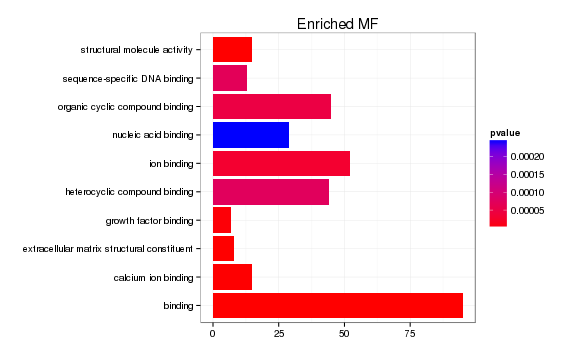 Enriched MF
structural molecule activity
sequence-specific DNA binding
organic cyclic compound binding
nucleic acid binding
ion binding
heterocyclic compound binding
growth factor binding
extracellular matrix structural constituent
calcium ion binding
binding
0 25 50 75
pvalue
0.00020
0.00015
0.00010
0.00005